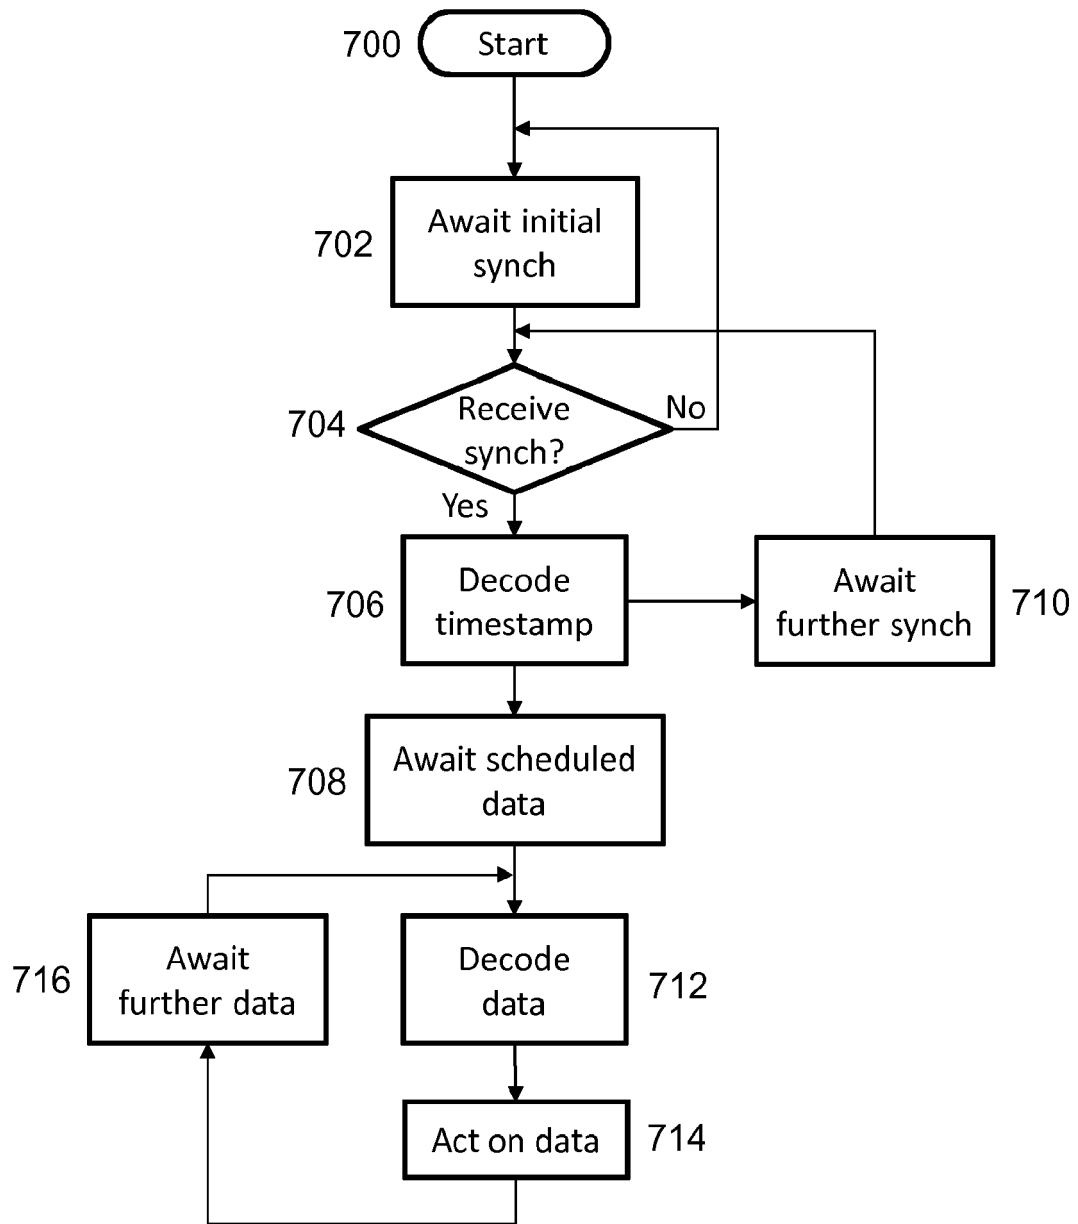 700
Start
702
Await initial
synch
704
Receive
synch?
No
Yes
706
Decode
timestamp
Await
further synch
710
708
Await scheduled
data
716
Await
further data
Decode
data
712
Act on data
714